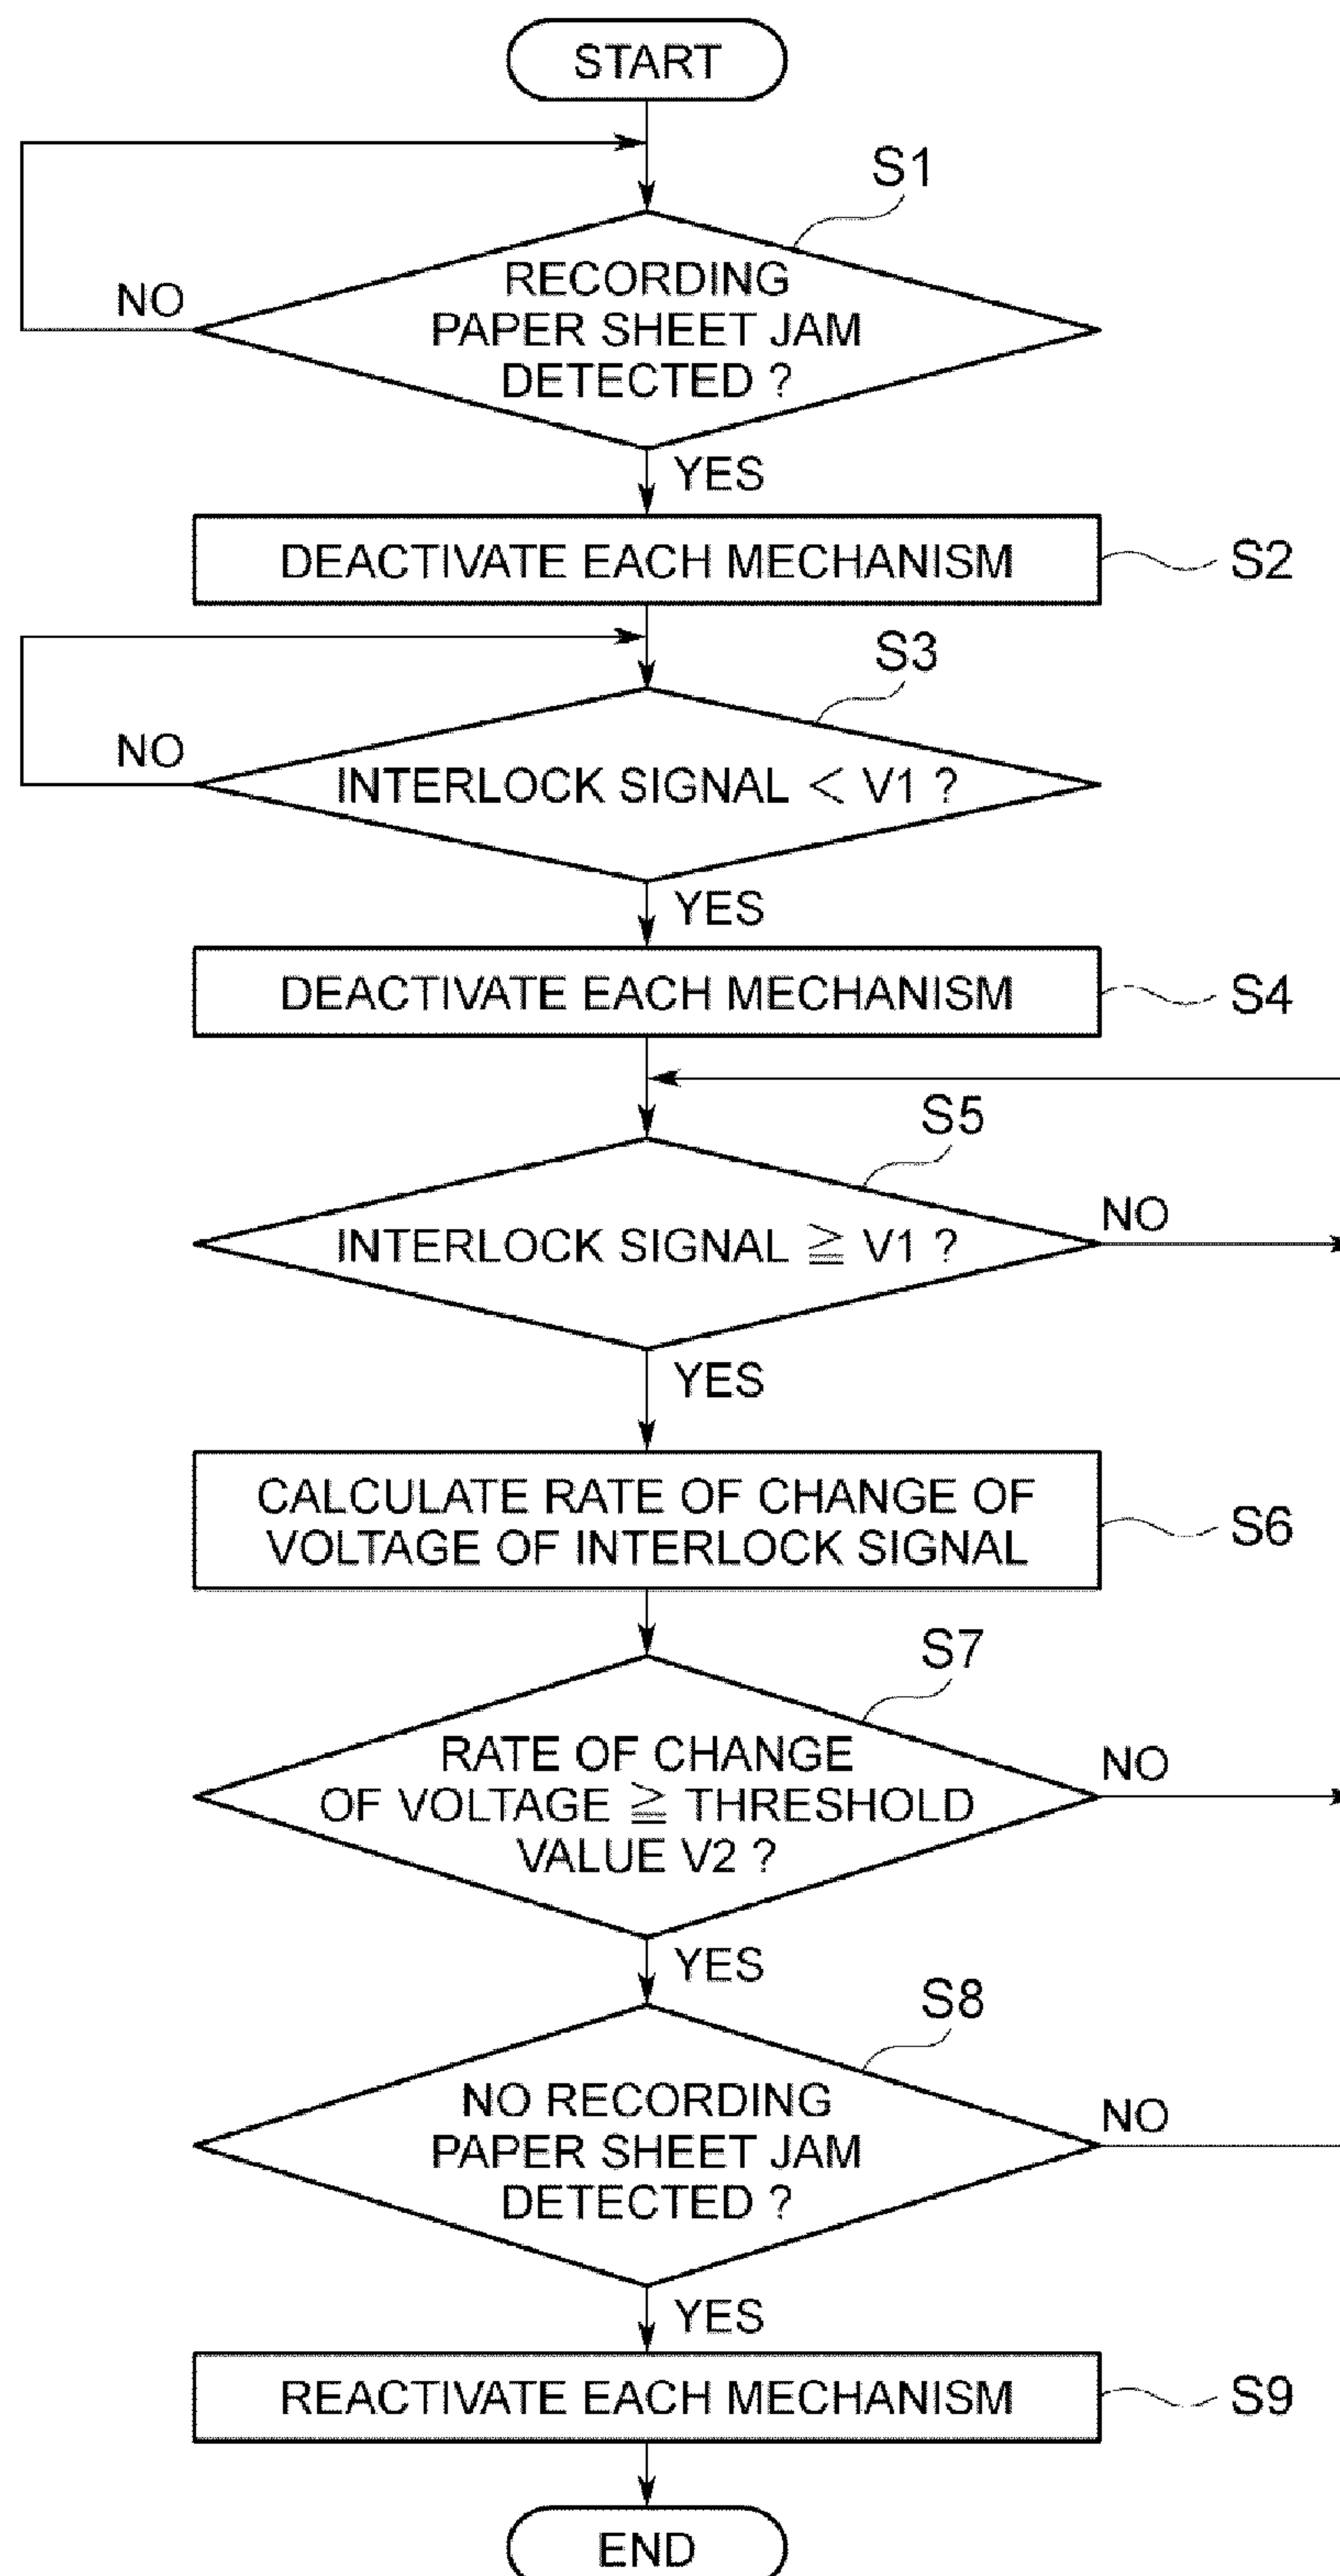 START
S1
RECORDING
PAPER SHEET JAM
DETECTED ?
NO
YES
DEACTIVATE EACH MECHANISM
S2
S3
NO
INTERLOCK SIGNAL < V1 ?
YES
DEACTIVATE EACH MECHANISM
S4
S5
INTERLOCK SIGNAL ≧ V1 ?
NO
YES
CALCULATE RATE OF CHANGE OF
VOLTAGE OF INTERLOCK SIGNAL
S6
S7
RATE OF CHANGE
OF VOLTAGE ≧ THRESHOLD
VALUE V2 ?
NO
YES
S8
NO RECORDING
PAPER SHEET JAM
DETECTED ?
NO
YES
REACTIVATE EACH MECHANISM
S9
END